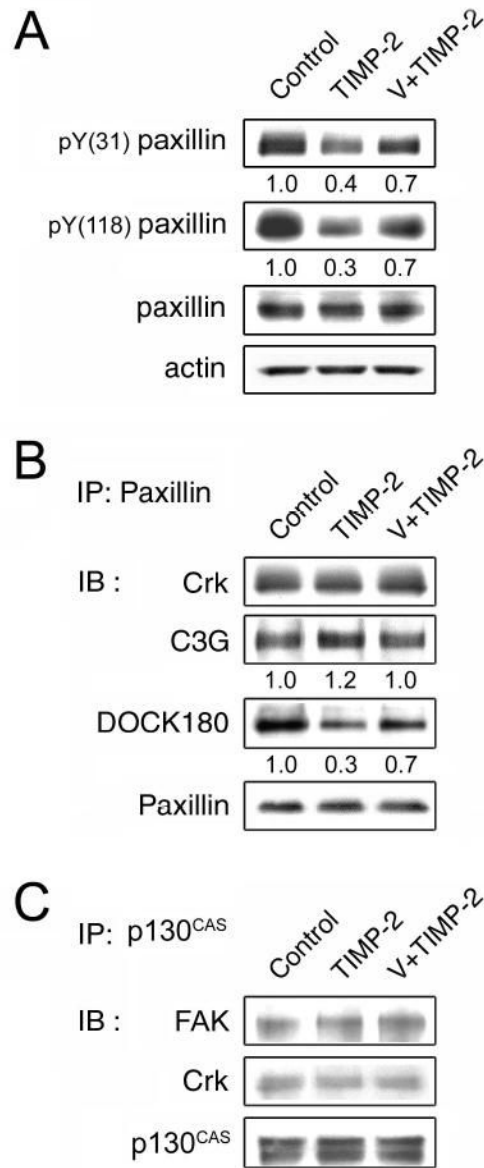 A
Control TIMP-2 V+TIMP-2
pY(31) paxillin
1.0 0.4 0.7
pY(118) paxillin
1.0 0.3 0.7
paxillin
actin
B
IP: Paxillin
Control TIMP-2 V+TIMP-2
IB : Crk
C3G
1.0 1.2 1.0
DOCK180
1.0 0.3 0.7
Paxillin
C
IP: p130CAS
Control TIMP-2 V+TIMP-2
IB : FAK
Crk
p130CAS